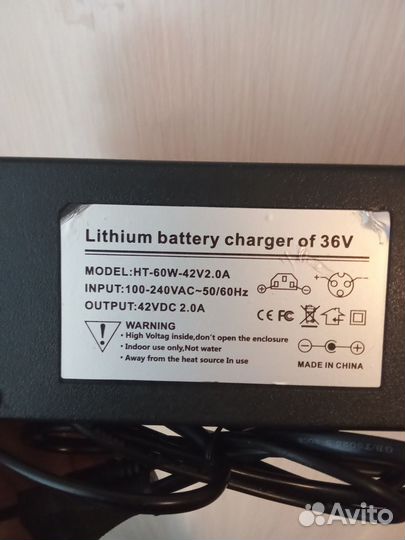 Lithium battery charger of 36V
MODEL:HT-60W-42V2.0A
INPUT:100-240VAC~50/60Hz
OUTPUT:42VDC 2.0A
CE FC
WARNING
• High Voltag inside,don't open the enclosure
• Indoor use only,Not water
• Away from the heat source In use
MADE IN CHINA
Avito